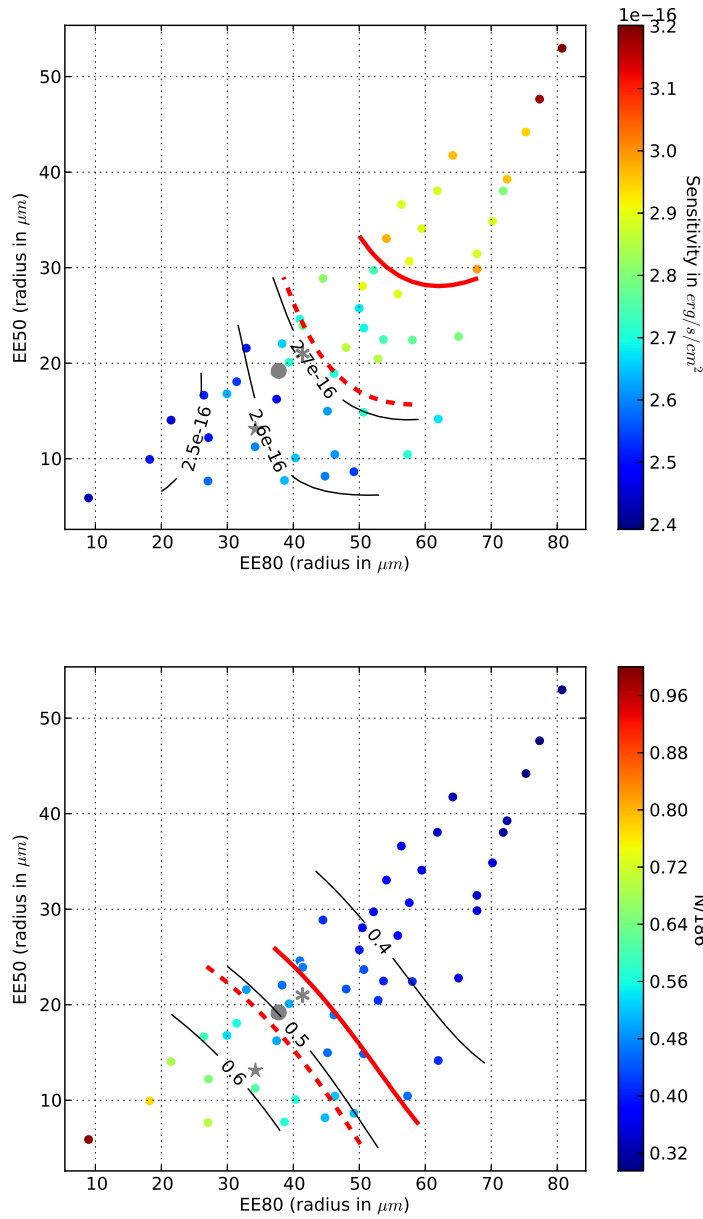 1e−16
50
40
30
20
10
EE50 (radius in μm)
2.5e-16
2.6e-16
2.7e-16
10 20 30 40 50 60 70 80
EE80 (radius in μm)
3.2
3.1
3.0
2.9
2.8
2.7
2.6
2.5
2.4
Sensitivity in erg/s/cm²
50
40
30
20
10
EE50 (radius in μm)
0.4
0.5
0.6
10 20 30 40 50 60 70 80
EE80 (radius in μm)
0.96
0.88
0.80
0.72
0.64
0.56
0.48
0.40
0.32
N/186